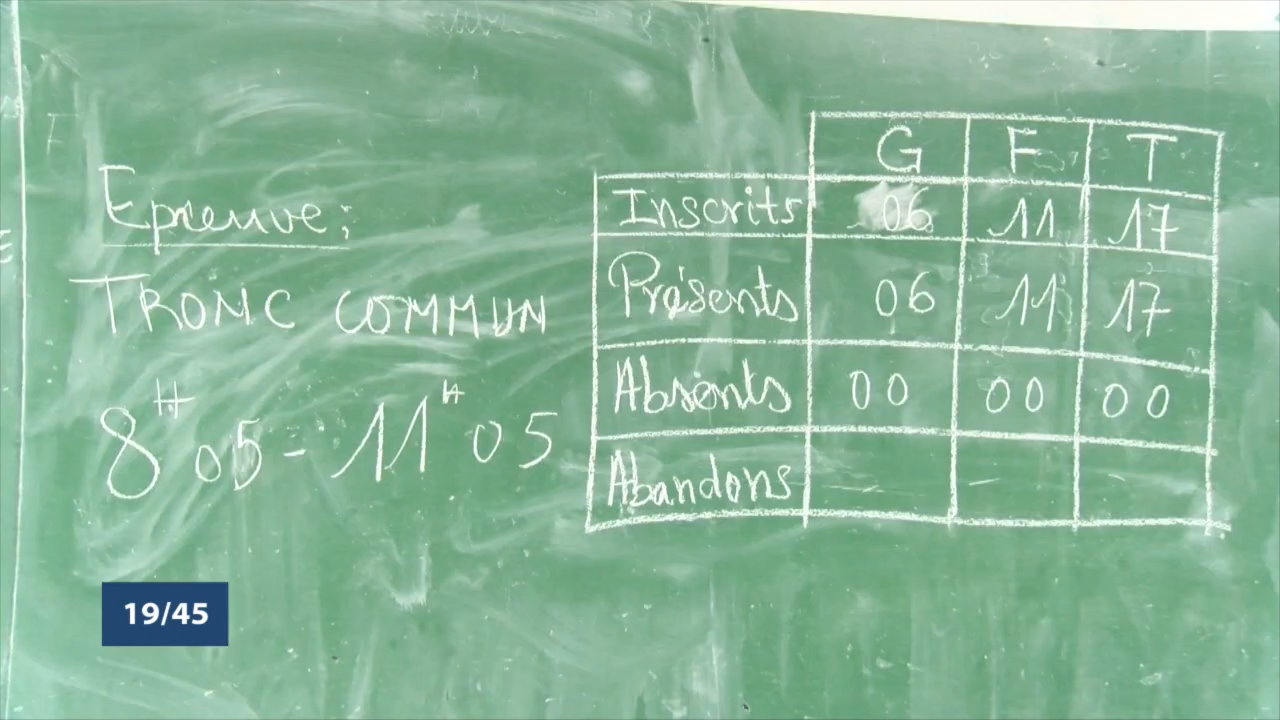 Epreuve:
TRONC COMMUN
8H05-11H05
G F T
Inscrits 06 11 17
Présents 06 11 17
Absents 00 00 00
Abandons
19/45